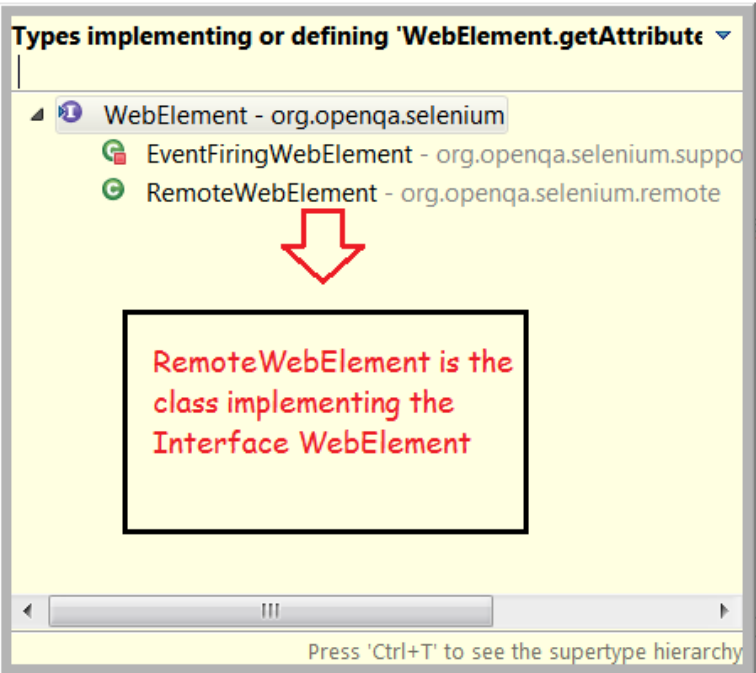 Types implementing or defining 'WebElement.getAttribute
WebElement - org.openqa.selenium
EventFiringWebElement - org.openqa.selenium.suppo
RemoteWebElement - org.openqa.selenium.remote
RemoteWebElement is the
class implementing the
Interface WebElement
Press 'Ctrl+T' to see the supertype hierarchy